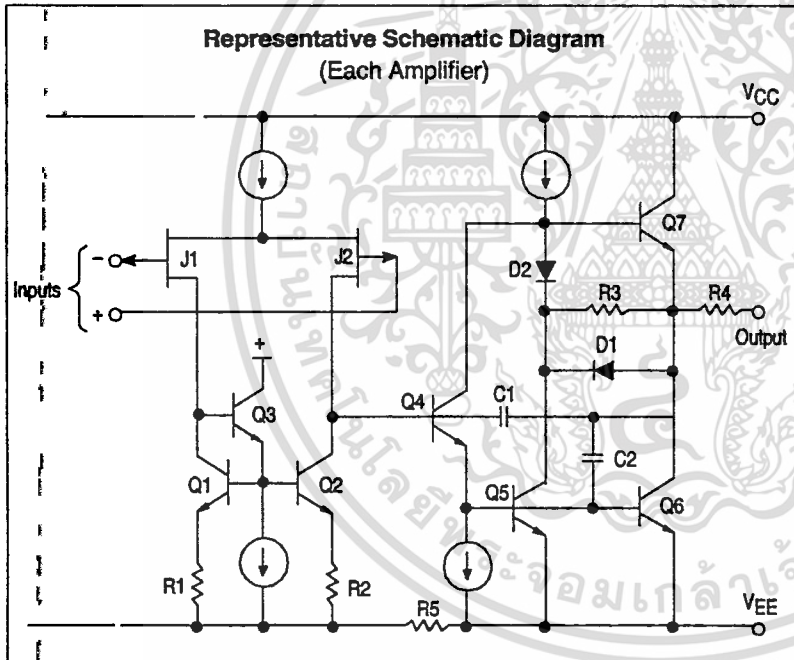 Representative Schematic Diagram
(Each Amplifier)
VCC
Q7
J1
J2
D2
Inputs
-
+
R3
R4
Output
+
D1
Q3
Q4
C1
C2
Q1
Q2
Q5
Q6
R1
R2
R5
VEE